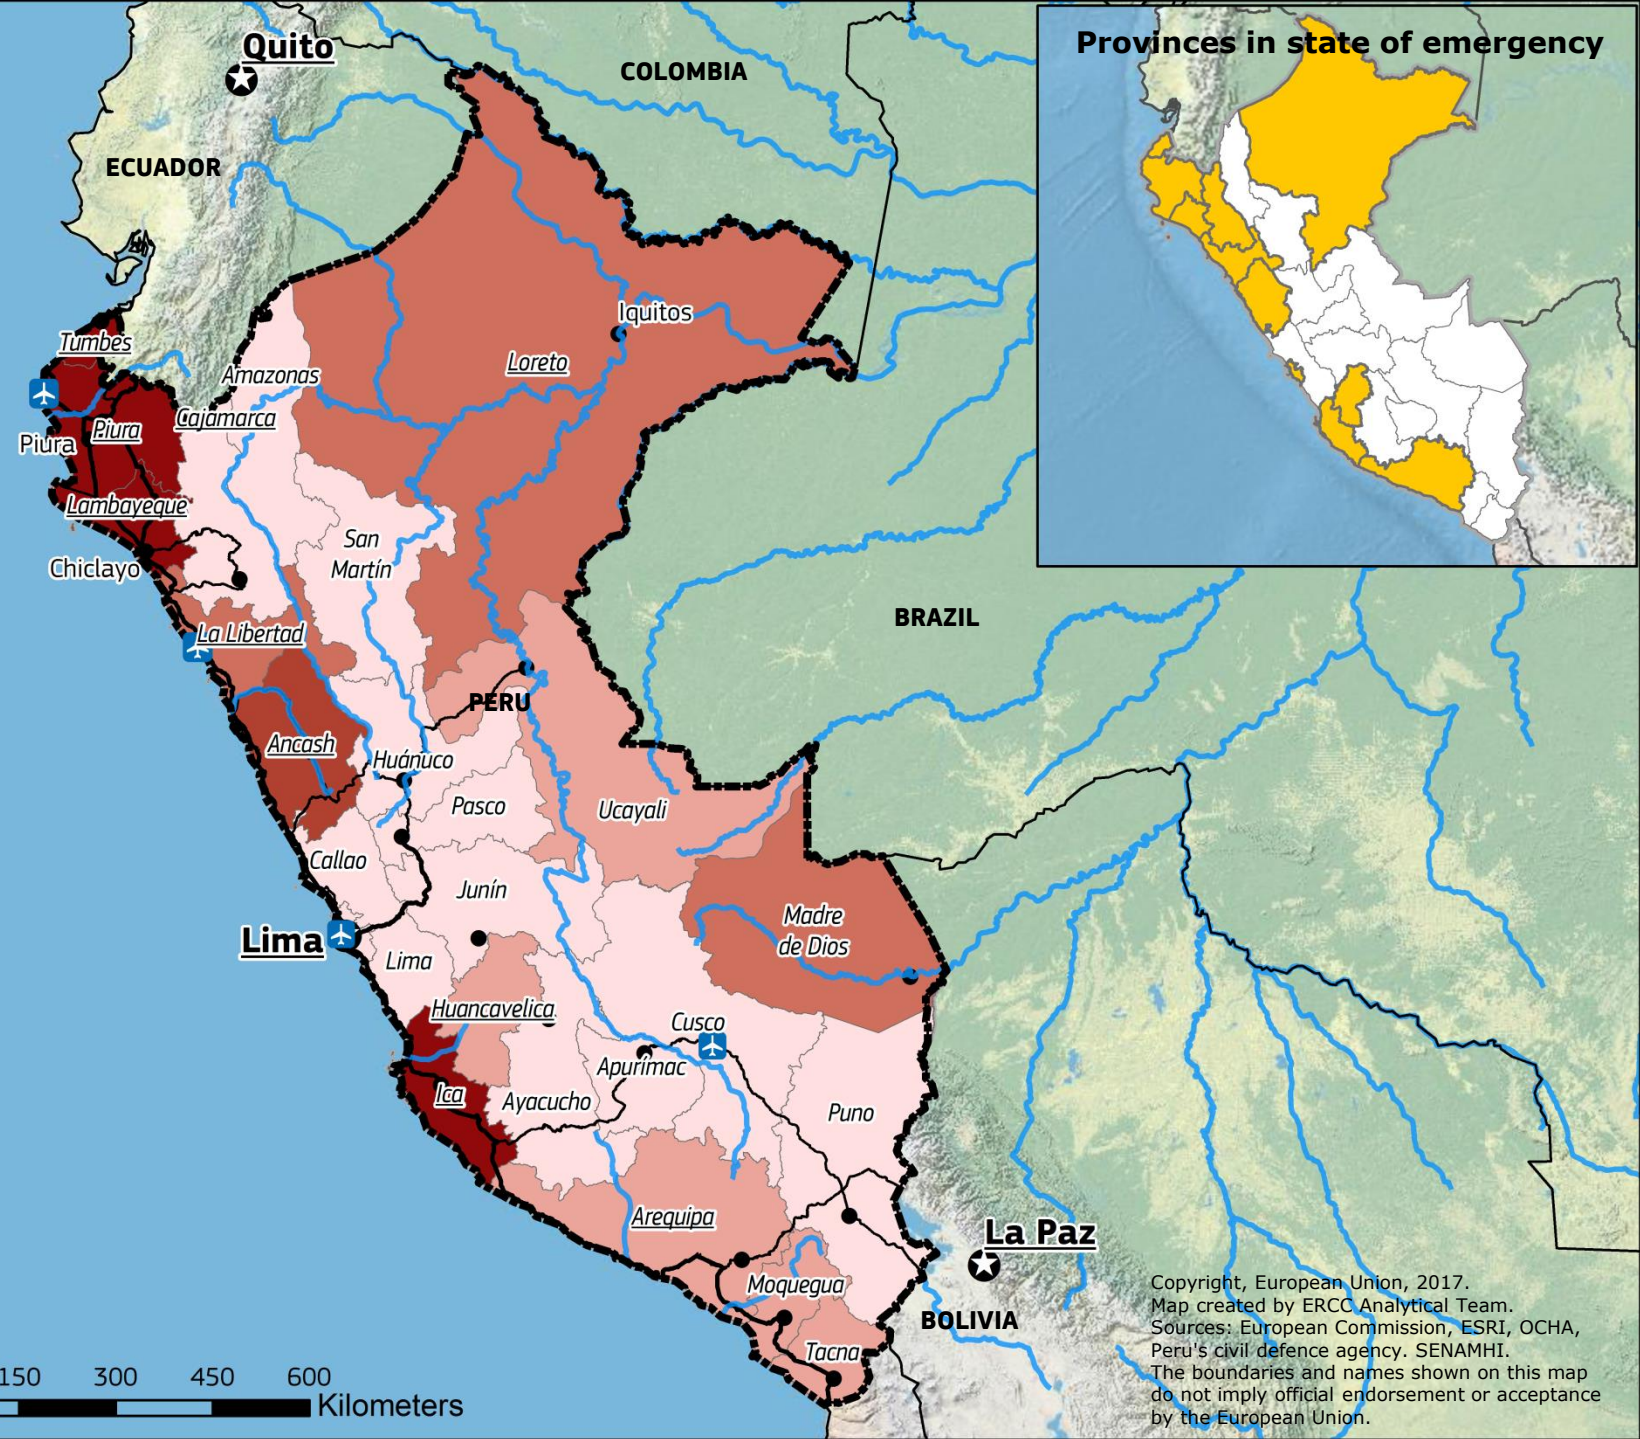 Provinces in state of emergency
Quito
COLOMBIA
ECUADOR
Iquitos
Tumbes
Loreto
Amazonas
Cajamarca
Piura
Piura
Lambayeque
San
Martín
Chiclayo
BRAZIL
La Libertad
PERU
Ancash
Huánuco
Pasco
Ucayali
Callao
Junín
Madre
de Dios
Lima
Lima
Huancavelica
Cusco
Apurímac
Ica
Ayacucho
Puno
Arequipa
La Paz
Moquegua
BOLIVIA
Tacna
Copyright, European Union, 2017.
Map created by ERCC Analytical Team.
Sources: European Commission, ESRI, OCHA,
Peru's civil defence agency. SENAMHI.
The boundaries and names shown on this map
do not imply official endorsement or acceptance
by the European Union.
150 300 450 600
Kilometers